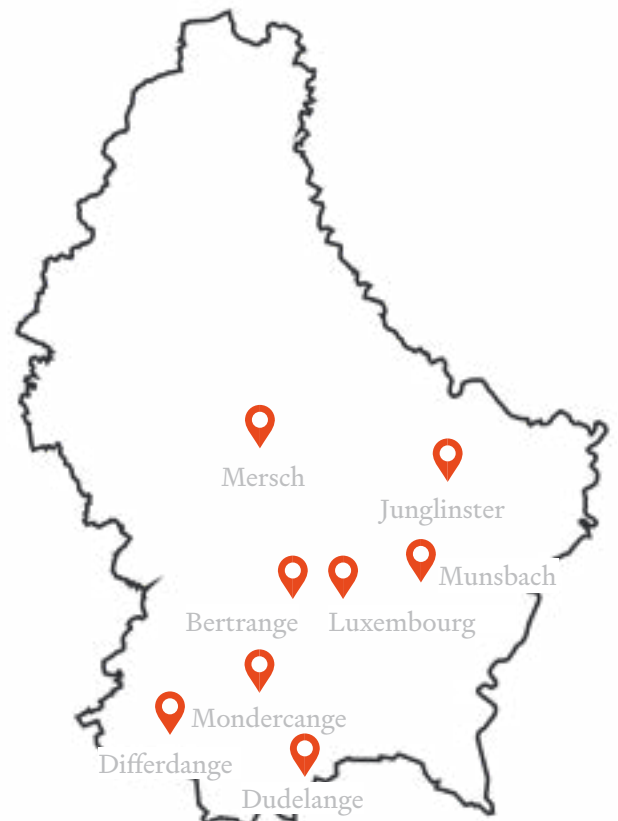 Mersch
Junglinster
Munsbach
Bertrange
Luxembourg
Mondercange
Differdange
Dudelange